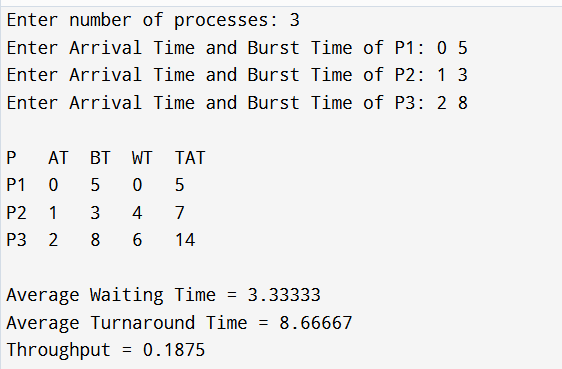 Enter number of processes: 3
Enter Arrival Time and Burst Time of P1: 0 5
Enter Arrival Time and Burst Time of P2: 1 3
Enter Arrival Time and Burst Time of P3: 2 8
P AT BT WT TAT
P1 0 5 0 5
P2 1 3 4 7
P3 2 8 6 14
Average Waiting Time = 3.33333
Average Turnaround Time = 8.66667
Throughput = 0.1875